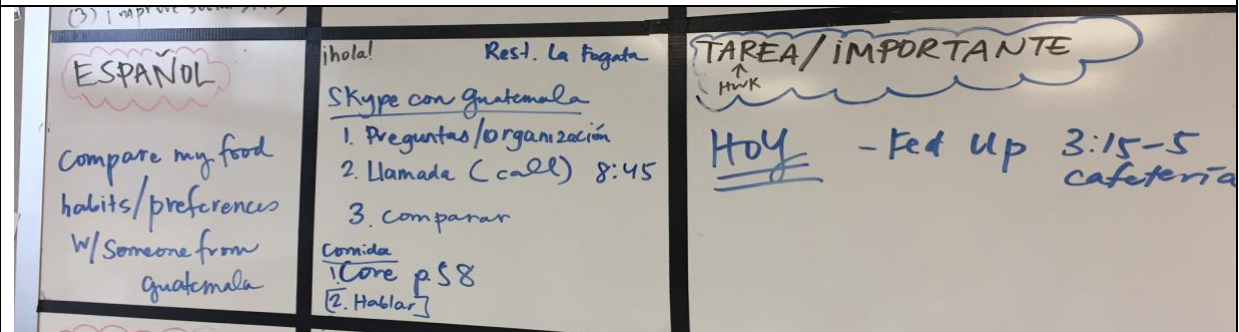 (3) Improve
ESPAÑOL
compare my food
habits/preferences
w/ someone from
guatemala
¡hola! Rest. La Fogata
Skype con guatemala
1. Preguntas/organización
2. Llamada (call) 8:45
3. comparar
Comida
1. Core p. 58
[2. Hablar]
TAREA/IMPORTANTE
↑
HWK
HOY - Fed Up 3:15-5
cafetería